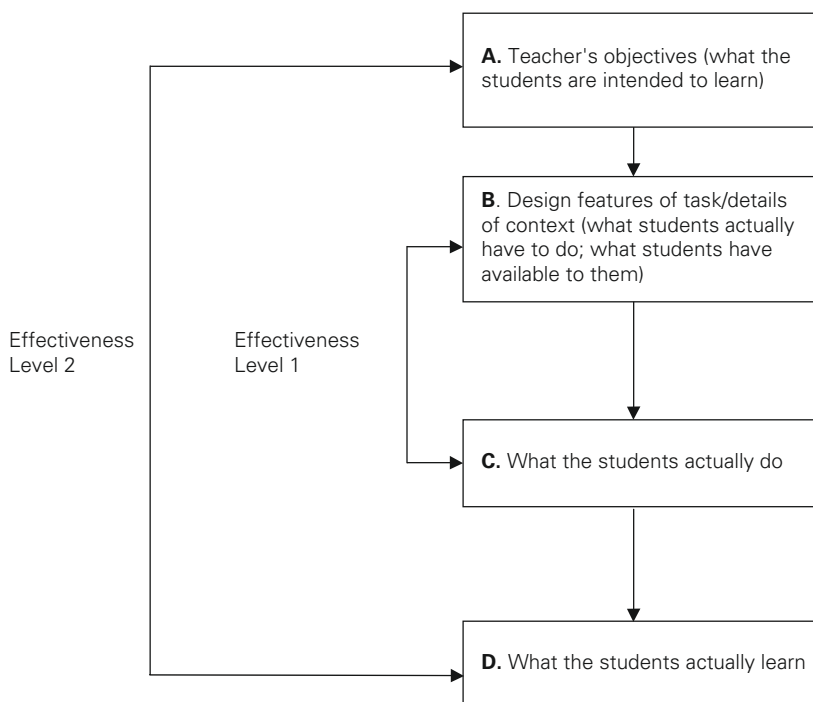 A. Teacher's objectives (what the
students are intended to learn)
B. Design features of task/details
of context (what students actually
have to do; what students have
available to them)
Effectiveness
Level 2
Effectiveness
Level 1
C. What the students actually do
D. What the students actually learn